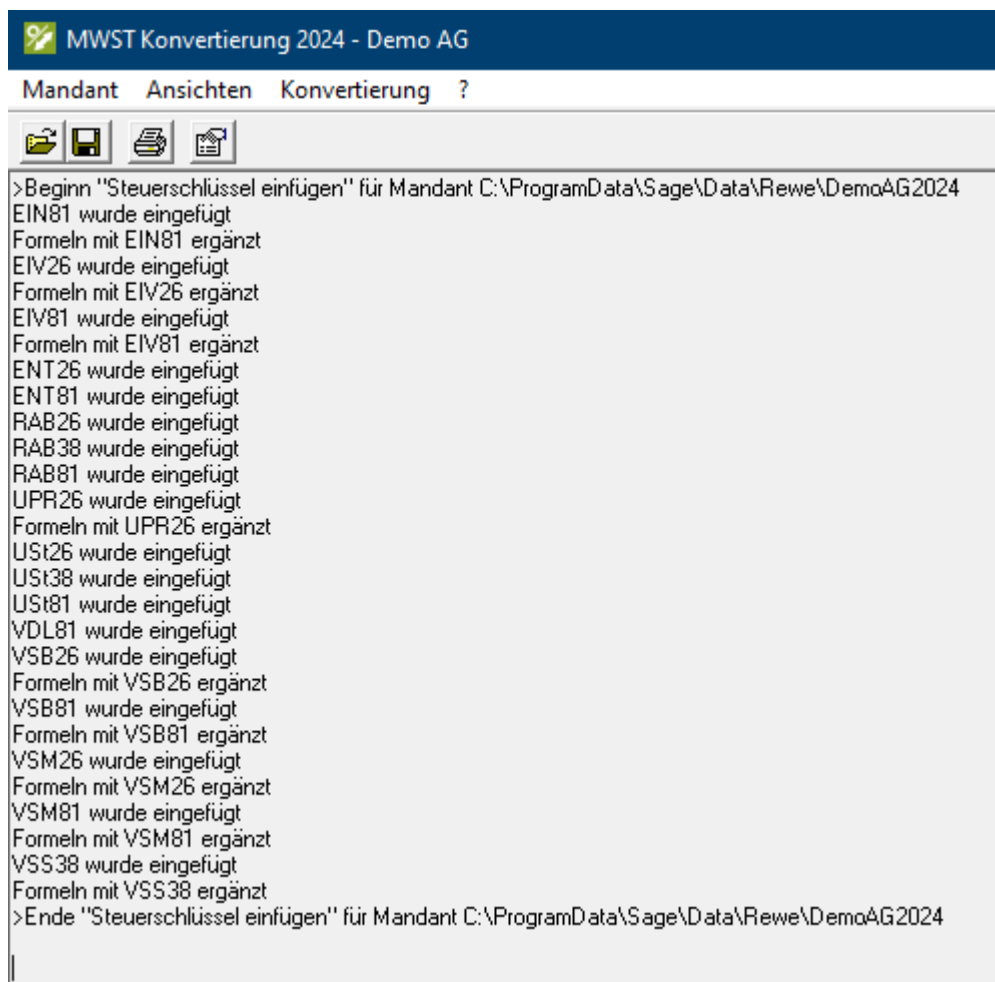 MWST Konvertierung 2024 - Demo AG
Mandant Ansichten Konvertierung ?
>Beginn "Steuerschlüssel einfügen" für Mandant C:\ProgramData\Sage\Data\Rewe\DemoAG2024
EIN81 wurde eingefügt
Formeln mit EIN81 ergänzt
EIV26 wurde eingefügt
Formeln mit EIV26 ergänzt
EIV81 wurde eingefügt
Formeln mit EIV81 ergänzt
ENT26 wurde eingefügt
ENT81 wurde eingefügt
RAB26 wurde eingefügt
RAB38 wurde eingefügt
RAB81 wurde eingefügt
UPR26 wurde eingefügt
Formeln mit UPR26 ergänzt
USt26 wurde eingefügt
USt38 wurde eingefügt
USt81 wurde eingefügt
VDL81 wurde eingefügt
VSB26 wurde eingefügt
Formeln mit VSB26 ergänzt
VSB81 wurde eingefügt
Formeln mit VSB81 ergänzt
VSM26 wurde eingefügt
Formeln mit VSM26 ergänzt
VSM81 wurde eingefügt
Formeln mit VSM81 ergänzt
VSS38 wurde eingefügt
Formeln mit VSS38 ergänzt
>Ende "Steuerschlüssel einfügen" für Mandant C:\ProgramData\Sage\Data\Rewe\DemoAG2024